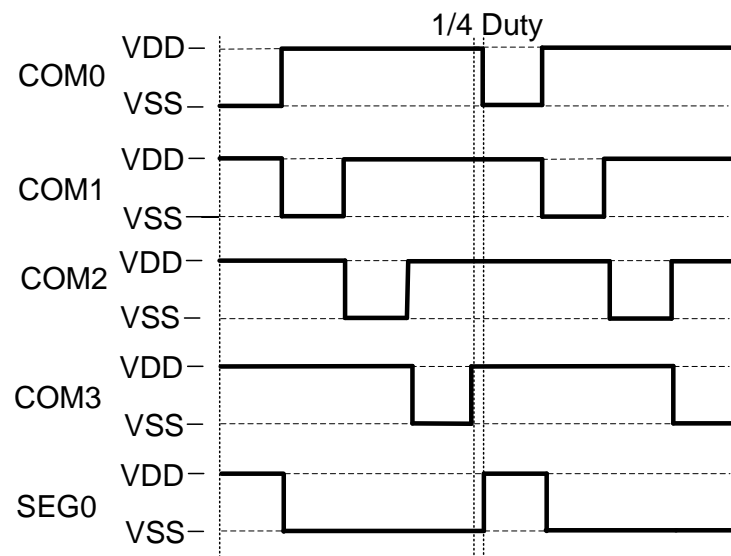 1/4 Duty
VDD
COM0
VSS
VDD
COM1
VSS
VDD
COM2
VSS
VDD
COM3
VSS
VDD
SEG0
VSS